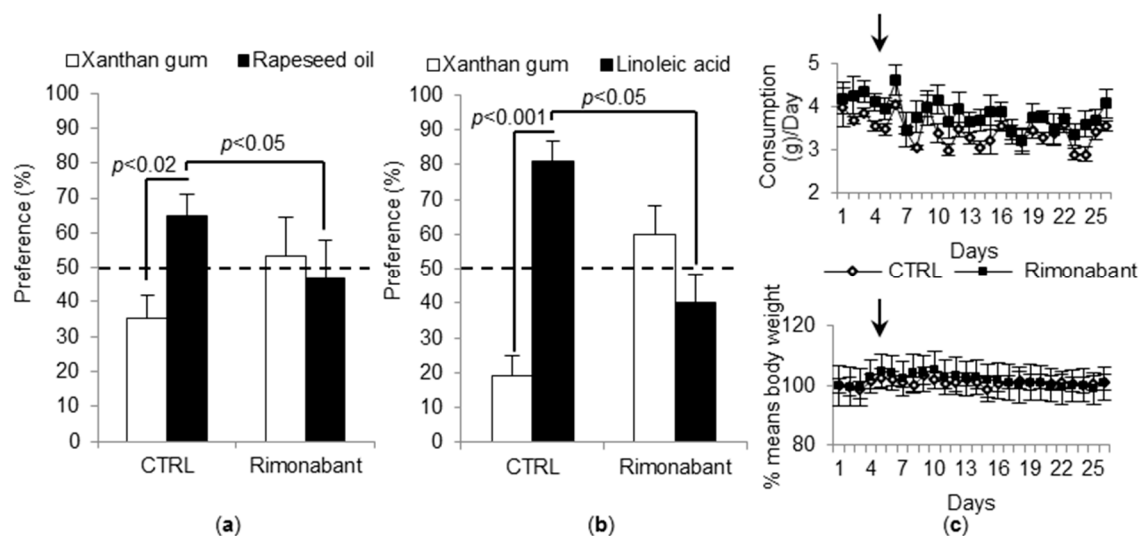 Xanthan gum Rapeseed oil
100
90
80
70
60
50
40
30
20
10
0
Preference (%)
p<0.02
p<0.05
CTRL Rimonabant
(a)
Xanthan gum Linoleic acid
100
90
80
70
60
50
40
30
20
10
0
Preference (%)
p<0.001
p<0.05
CTRL Rimonabant
(b)
5
4
3
2
Consumption
(g)/Day
1 4 7 10 13 16 19 22 25
Days
CTRL Rimonabant
120
100
80
% means body weight
1 4 7 10 13 16 19 22 25
Days
(c)